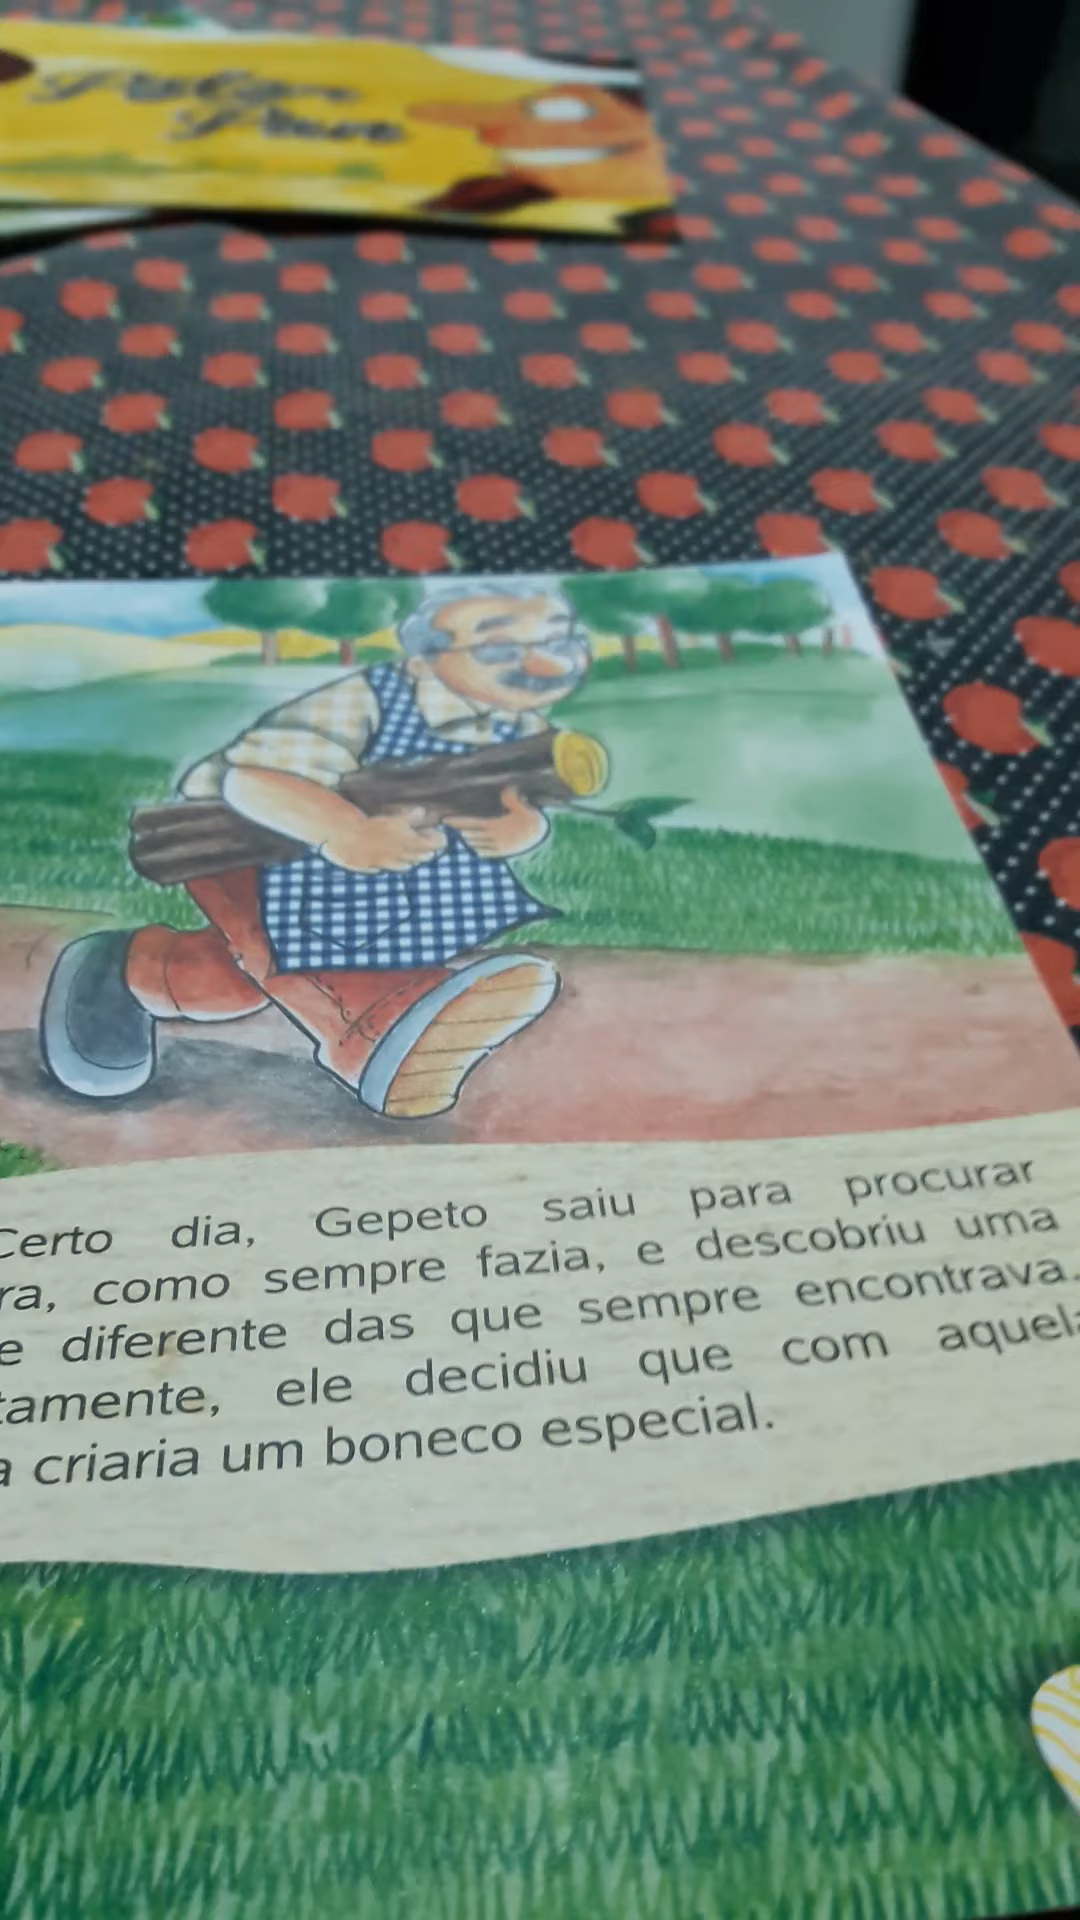 Certo dia, Gepeto saiu para procurar
ra, como sempre fazia, e descobriu uma
e diferente das que sempre encontrava.
tamente, ele decidiu que com aquela
a criaria um boneco especial.